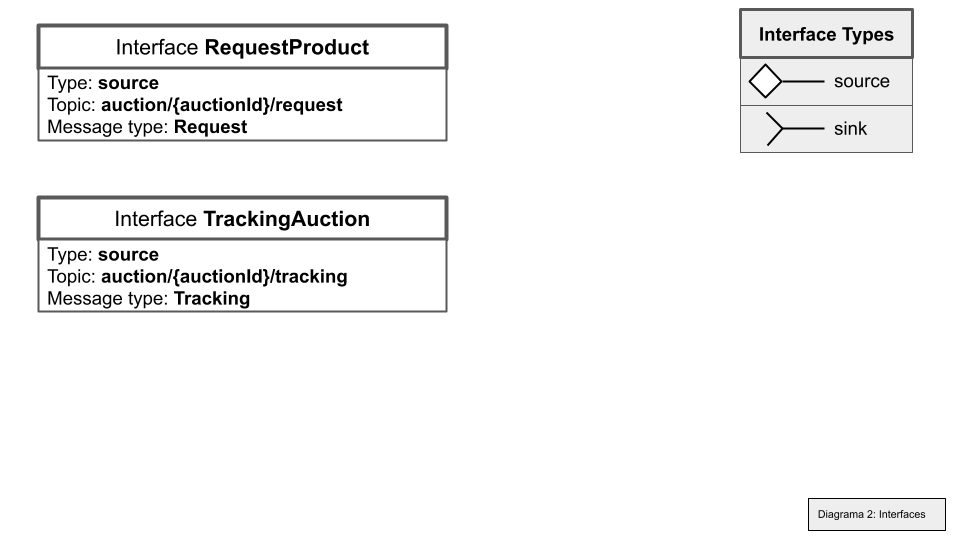 Interface RequestProduct
Type: source
Topic: auction/{auctionId}/request
Message type: Request
Interface Types
source
sink
Interface TrackingAuction
Type: source
Topic: auction/{auctionId}/tracking
Message type: Tracking
Diagrama 2: Interfaces